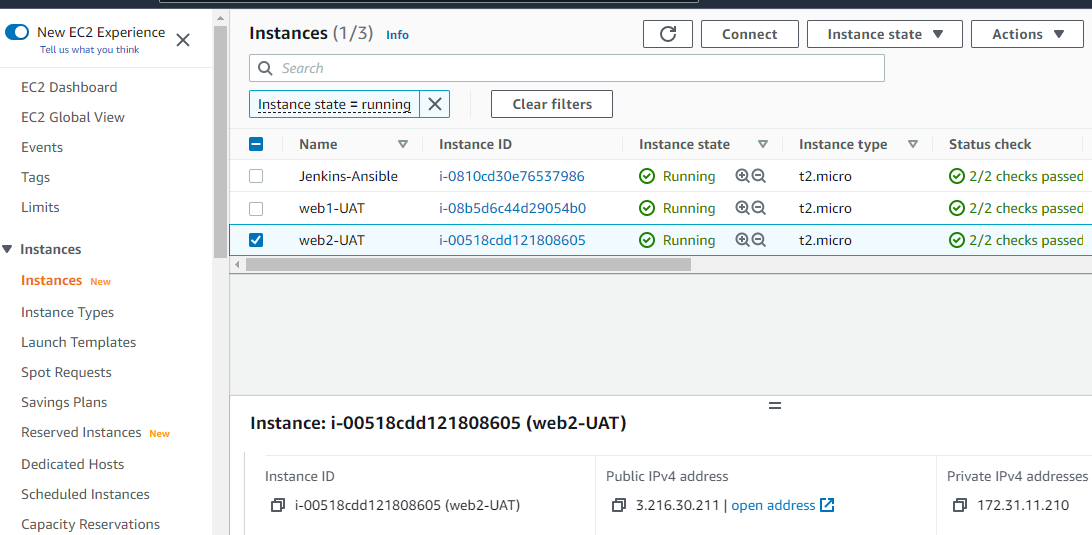 New EC2 Experience
Tell us what you think
EC2 Dashboard
EC2 Global View
Events
Tags
Limits
Instances
Instances New
Instance Types
Launch Templates
Spot Requests
Savings Plans
Reserved Instances New
Dedicated Hosts
Scheduled Instances
Capacity Reservations
Instances (1/3) Info
Connect
Instance state
Actions
Search
Instance state = running
Clear filters
Name Instance ID Instance state Instance type Status check
Jenkins-Ansible i-0810cd30e76537986 Running t2.micro 2/2 checks passed
web1-UAT i-08b5d6c44d29054b0 Running t2.micro 2/2 checks passed
web2-UAT i-00518cdd121808605 Running t2.micro 2/2 checks passed
Instance: i-00518cdd121808605 (web2-UAT)
Instance ID
i-00518cdd121808605 (web2-UAT)
Public IPv4 address
3.216.30.211 | open address
Private IPv4 addresses
172.31.11.210